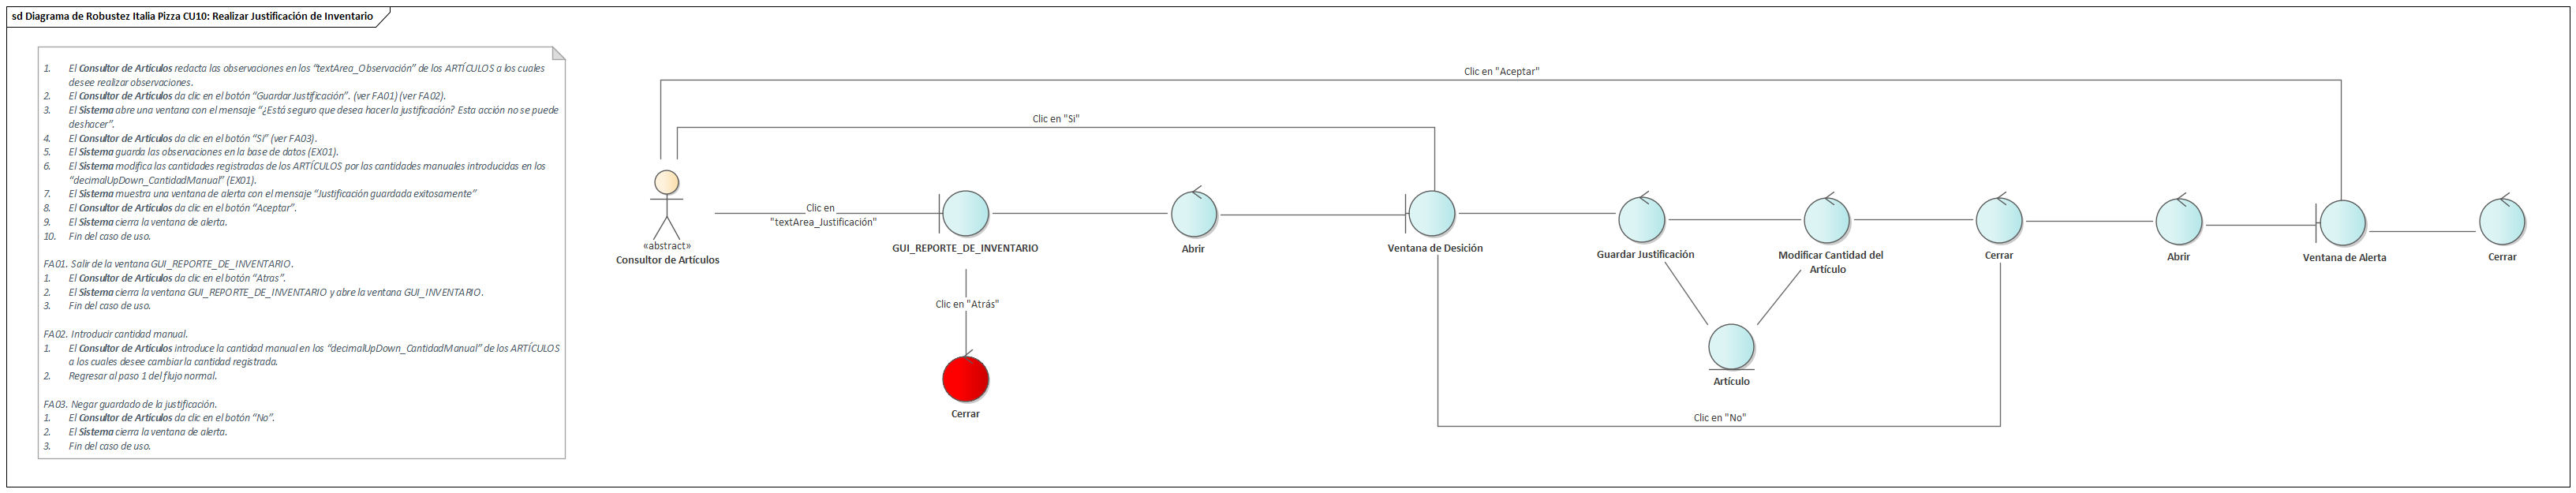 sd Diagrama de Robustez Italia Pizza CU10: Realizar Justificación de Inventario
1. El Consultor de Artículos redacta las observaciones en los “textArea_Observación” de los ARTÍCULOS a los cuales
desee realizar observaciones.
2. El Consultor de Artículos da clic en el botón “Guardar Justificación”. (ver FA01) (ver FA02).
3. El Sistema abre una ventana con el mensaje “¿Está seguro que desea hacer la justificación? Esta acción no se puede
deshacer”.
4. El Consultor de Artículos da clic en el botón “Si” (ver FA03).
5. El Sistema guarda las observaciones en la base de datos (EX01).
6. El Sistema modifica las cantidades registradas de los ARTÍCULOS por las cantidades manuales introducidas en los
“decimalUpDown_CantidadManual” (EX01).
7. El Sistema muestra una ventana de alerta con el mensaje “Justificación guardada exitosamente”
8. El Consultor de Artículos da clic en el botón “Aceptar”.
9. El Sistema cierra la ventana de alerta.
10. Fin del caso de uso.
FA01. Salir de la ventana GUI_REPORTE_DE_INVENTARIO.
1. El Consultor de Artículos da clic en el botón “Atras”.
2. El Sistema cierra la ventana GUI_REPORTE_DE_INVENTARIO y abre la ventana GUI_INVENTARIO.
3. Fin del caso de uso.
FA02. Introducir cantidad manual.
1. El Consultor de Artículos introduce la cantidad manual en los “decimalUpDown_CantidadManual” de los ARTÍCULOS
a los cuales desee cambiar la cantidad registrada.
2. Regresar al paso 1 del flujo normal.
FA03. Negar guardado de la justificación.
1. El Consultor de Artículos da clic en el botón “No”.
2. El Sistema cierra la ventana de alerta.
3. Fin del caso de uso.
Clic en "Aceptar"
Clic en "Si"
«abstract»
Consultor de Artículos
Clic en
"textArea_Justificación"
GUI_REPORTE_DE_INVENTARIO
Abrir
Ventana de Desición
Guardar Justificación
Modificar Cantidad del
Artículo
Cerrar
Abrir
Ventana de Alerta
Cerrar
Clic en "Atrás"
Cerrar
Artículo
Clic en "No"